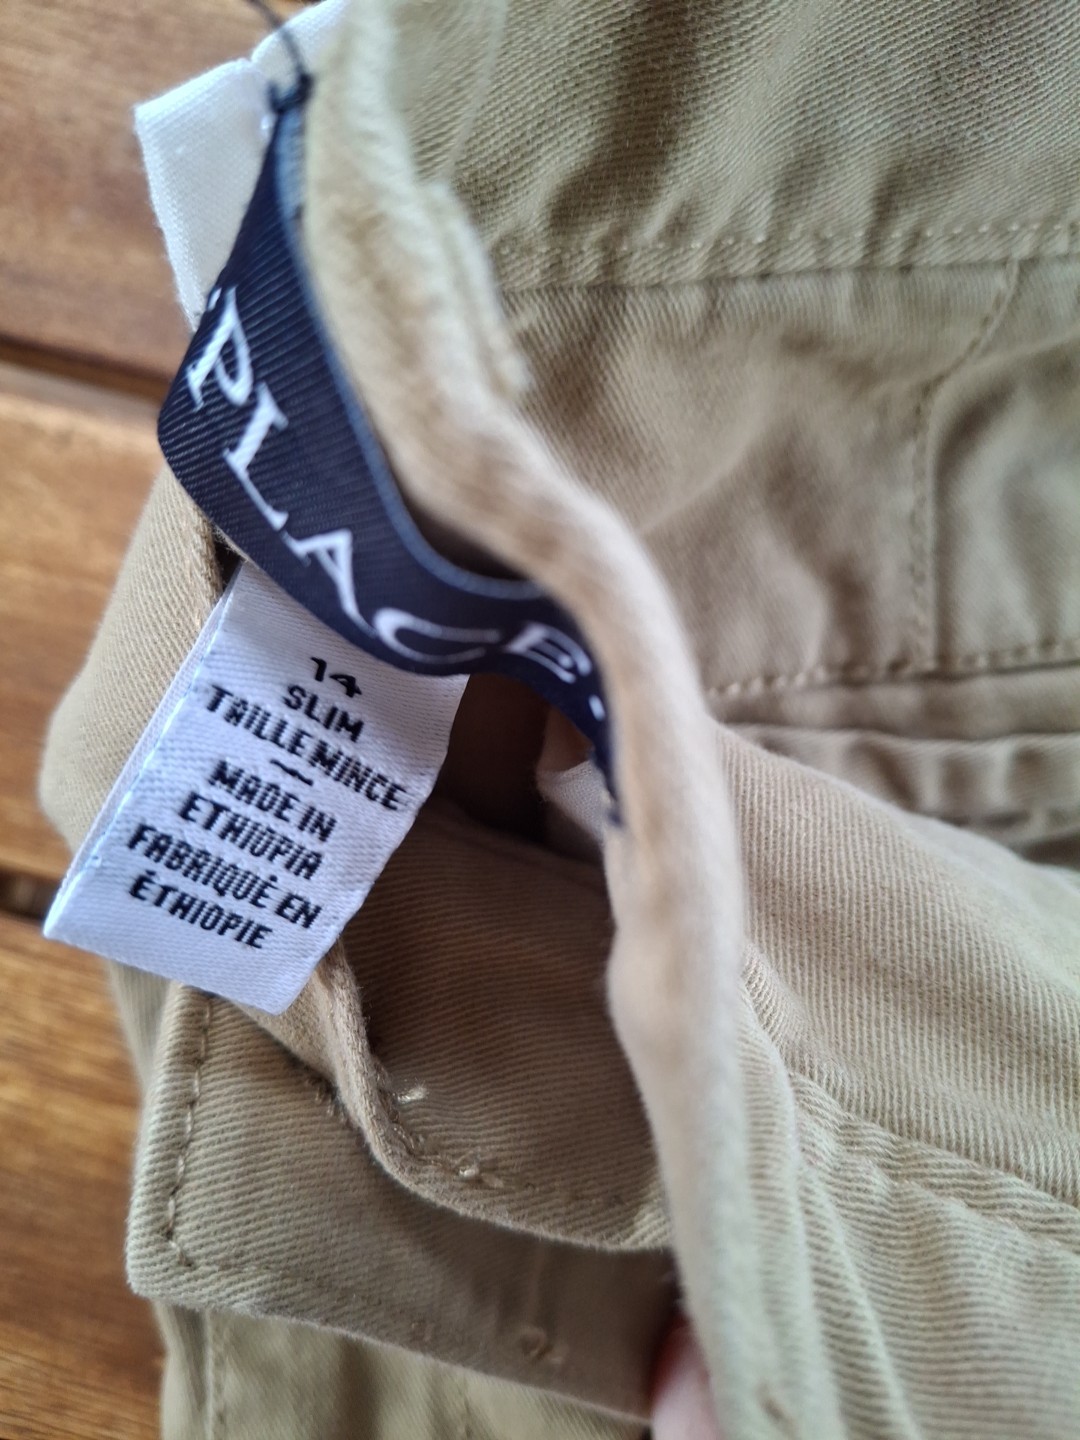 PLACE
14
SLIM
TAILLE MINCE
–
MADE IN
ETHIOPIA
FABRIQUÉ EN
ÉTHIOPIE